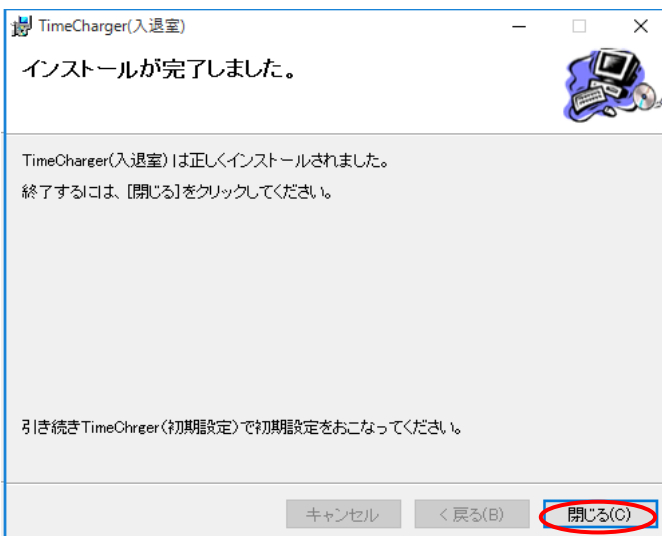 TimeCharger(入退室)
インストールが完了しました。
TimeCharger(入退室) は正しくインストールされました。
終了するには、[閉じる]をクリックしてください。
引き続きTimeChrger(初期設定)で初期設定をおこなってください。
キャンセル
< 戻る(B)
閉じる(C)